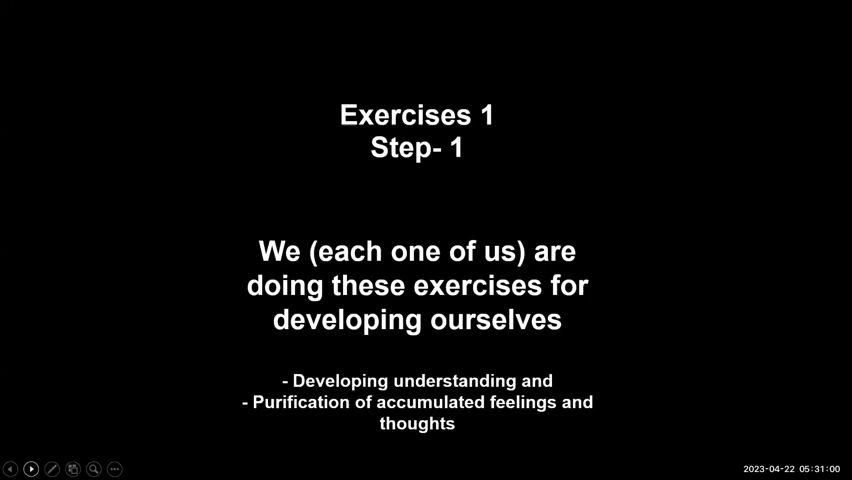 Exercises 1
Step- 1
We (each one of us) are
doing these exercises for
developing ourselves
- Developing understanding and
- Purification of accumulated feelings and
thoughts
2023-04-22 05:31:00